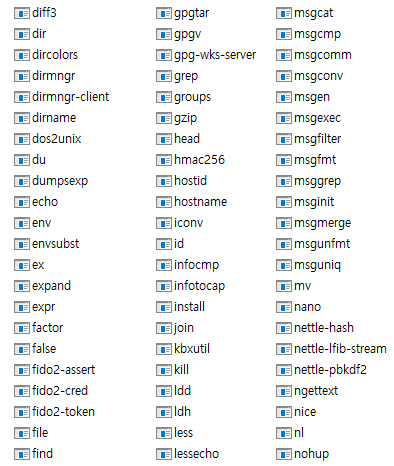 diff3
dir
dircolors
dirmngr
dirmngr-client
dirname
dos2unix
du
dumpsexp
echo
env
envsubst
ex
expand
expr
factor
false
fido2-assert
fido2-cred
fido2-token
file
find
gpgtar
gpgv
gpg-wks-server
grep
groups
gzip
head
hmac256
hostid
hostname
iconv
id
infocmp
infotocap
install
join
kbxutil
kill
ldd
ldh
less
lessecho
msgcat
msgcmp
msgcomm
msgconv
msgen
msgexec
msgfilter
msgfmt
msggrep
msginit
msgmerge
msgunfmt
msguniq
mv
nano
nettle-hash
nettle-lfib-stream
nettle-pbkdf2
ngettext
nice
nl
nohup